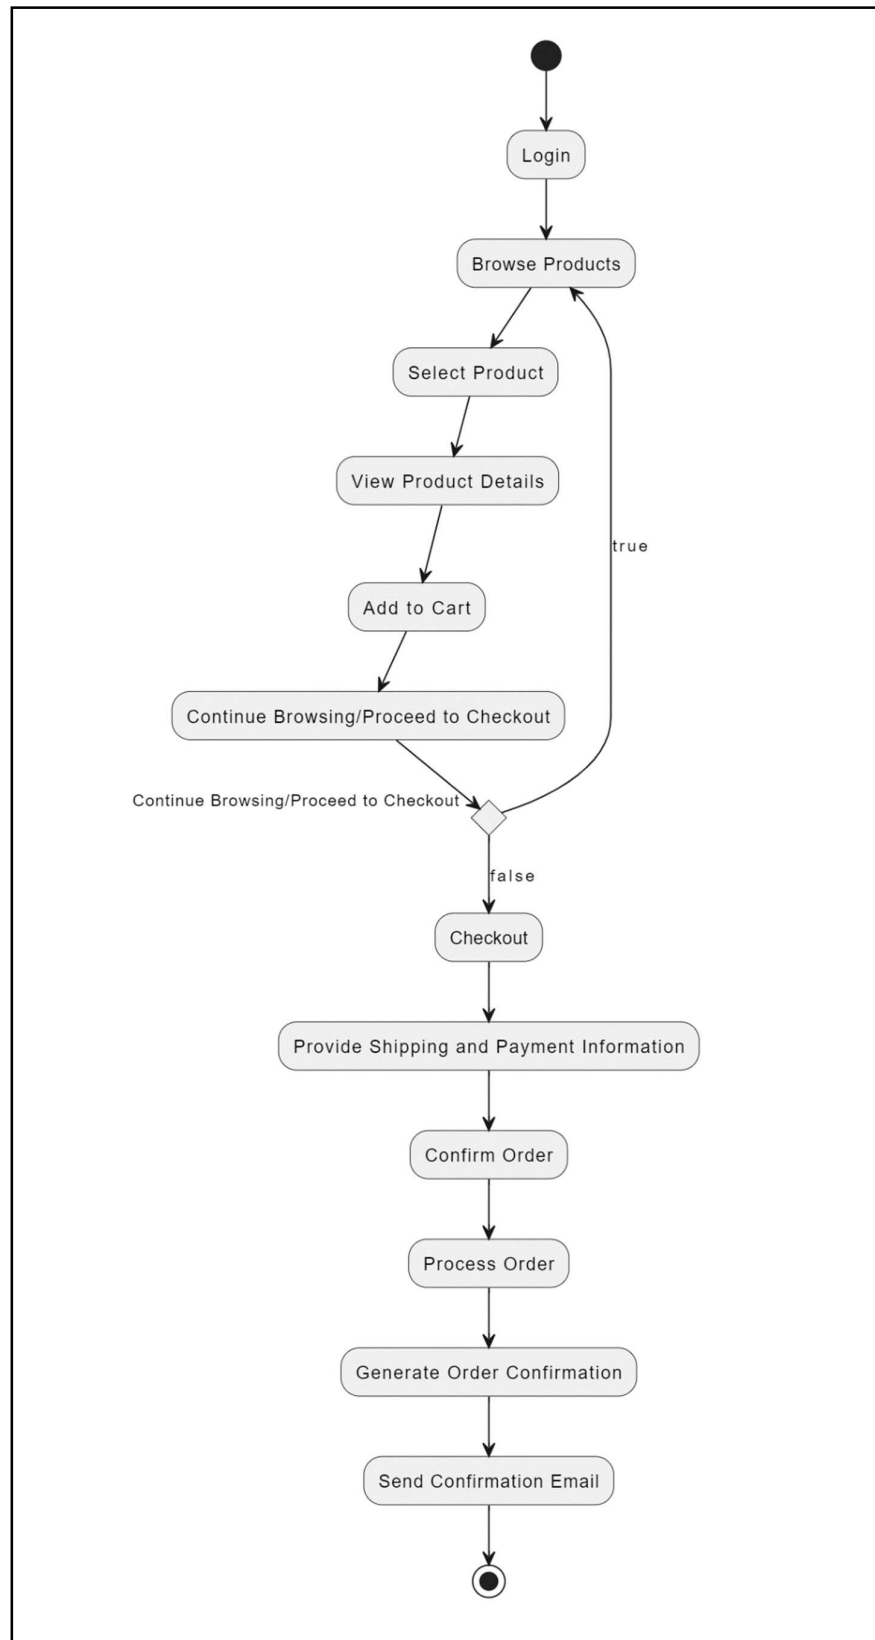 Login
Browse Products
Select Product
View Product Details
true
Add to Cart
Continue Browsing/Proceed to Checkout
Continue Browsing/Proceed to Checkout
false
Checkout
Provide Shipping and Payment Information
Confirm Order
Process Order
Generate Order Confirmation
Send Confirmation Email